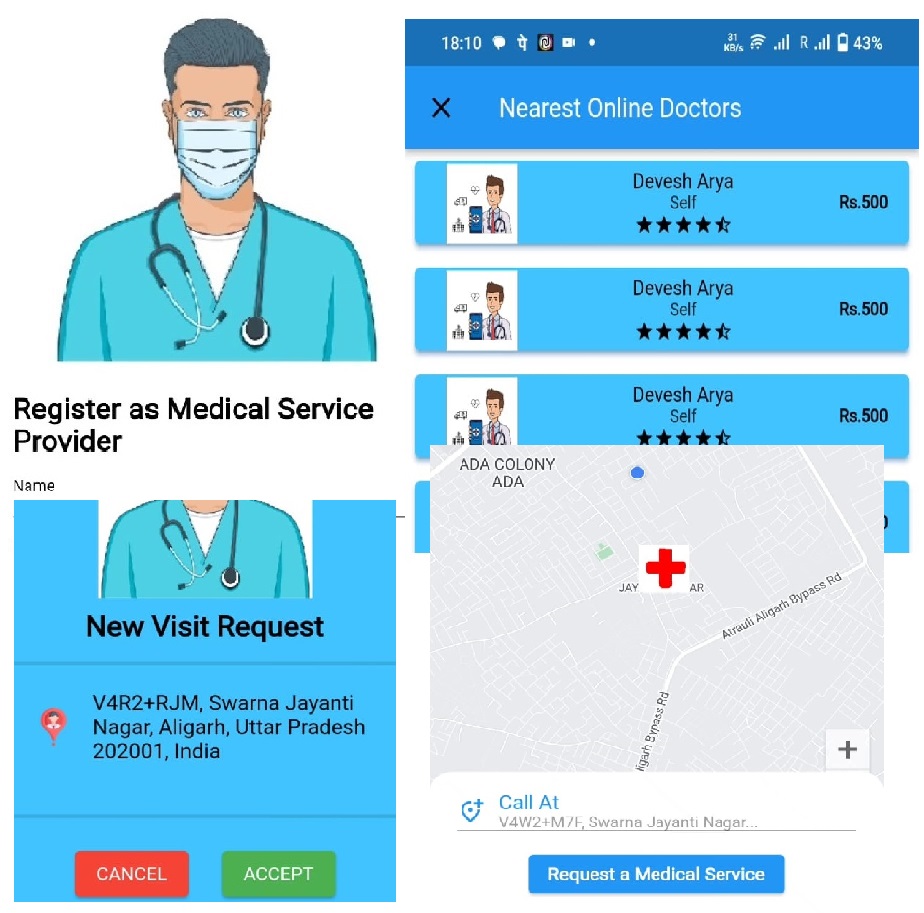 Register as Medical Service
Provider
Name
New Visit Request
V4R2+RJM, Swarna Jayanti
Nagar, Aligarh, Uttar Pradesh
202001, India
CANCEL
ACCEPT
18:10
31
KB/s
R
43%
Nearest Online Doctors
Devesh Arya
Self
Rs.500
Devesh Arya
Self
Rs.500
Devesh Arya
Self
Rs.500
ADA COLONY
ADA
JAY
AR
Atrauli Aligarh Bypass Rd
ligarh Bypass Rd
Call At
V4W2+M7F, Swarna Jayanti Nagar...
Request a Medical Service